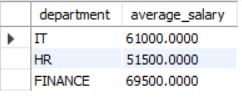 department average_salary
IT 61000.0000
HR 51500.0000
FINANCE 69500.0000